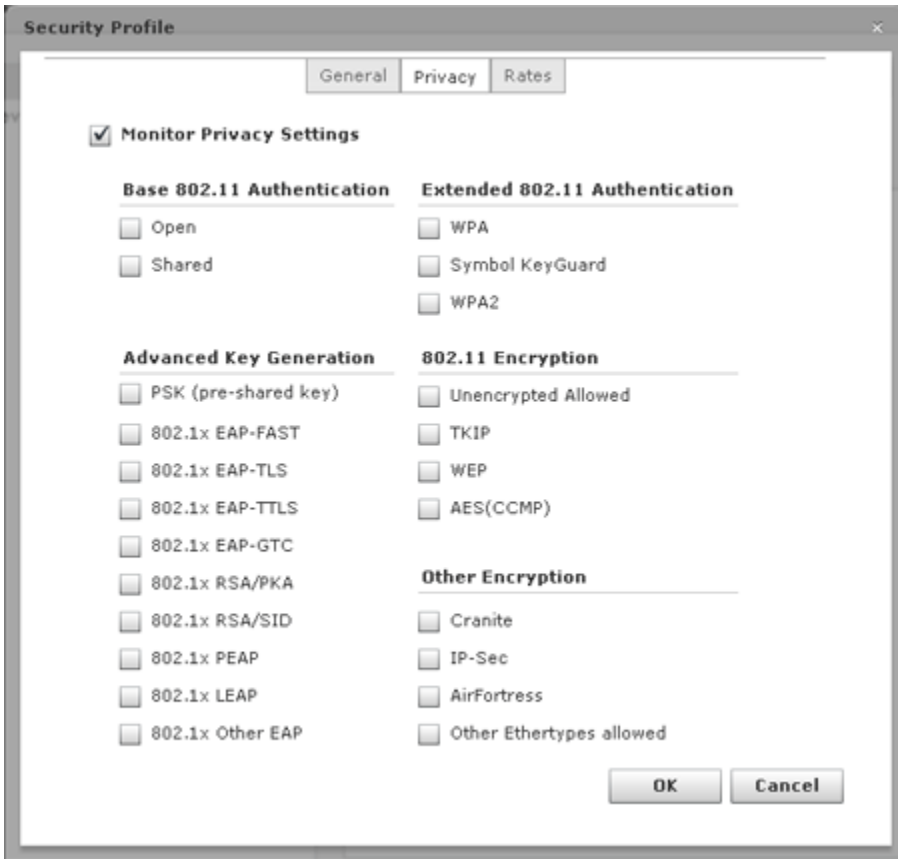 Security Profile
General Privacy Rates
Monitor Privacy Settings
Base 802.11 Authentication
Open
Shared
Extended 802.11 Authentication
WPA
Symbol KeyGuard
WPA2
Advanced Key Generation
PSK (pre-shared key)
802.1x EAP-FAST
802.1x EAP-TLS
802.1x EAP-TTLS
802.1x EAP-GTC
802.1x RSA/PKA
802.1x RSA/SID
802.1x PEAP
802.1x LEAP
802.1x Other EAP
802.11 Encryption
Unencrypted Allowed
TKIP
WEP
AES(CCMP)
Other Encryption
Cranite
IP-Sec
AirFortress
Other Ethertypes allowed
OK Cancel